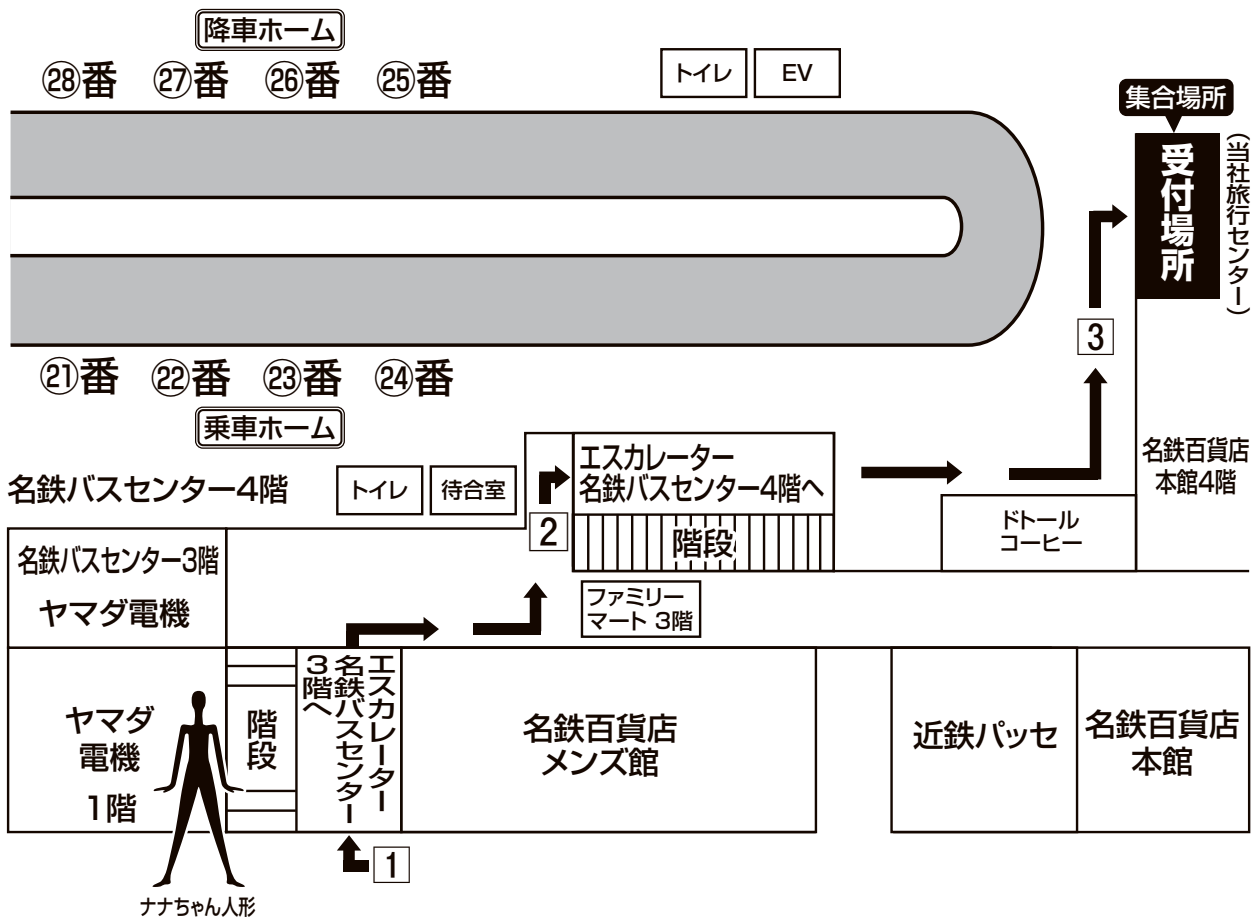 降車ホーム
㉘番 ㉗番 ㉖番 ㉕番
トイレ
EV
集合場所
受付場所
(当社旅行センター)
3
㉑番 ㉒番 ㉓番 ㉔番
乗車ホーム
名鉄バスセンター4階
トイレ
待合室
2
エスカレーター
名鉄バスセンター4階へ
階段
名鉄百貨店
本館4階
ドトール
コーヒー
名鉄バスセンター3階
ヤマダ電機
ファミリー
マート 3階
ヤマダ
電機
1階
階段
エスカレーター
名鉄バスセンター
3階へ
名鉄百貨店
メンズ館
近鉄パッセ
名鉄百貨店
本館
1
ナナちゃん人形